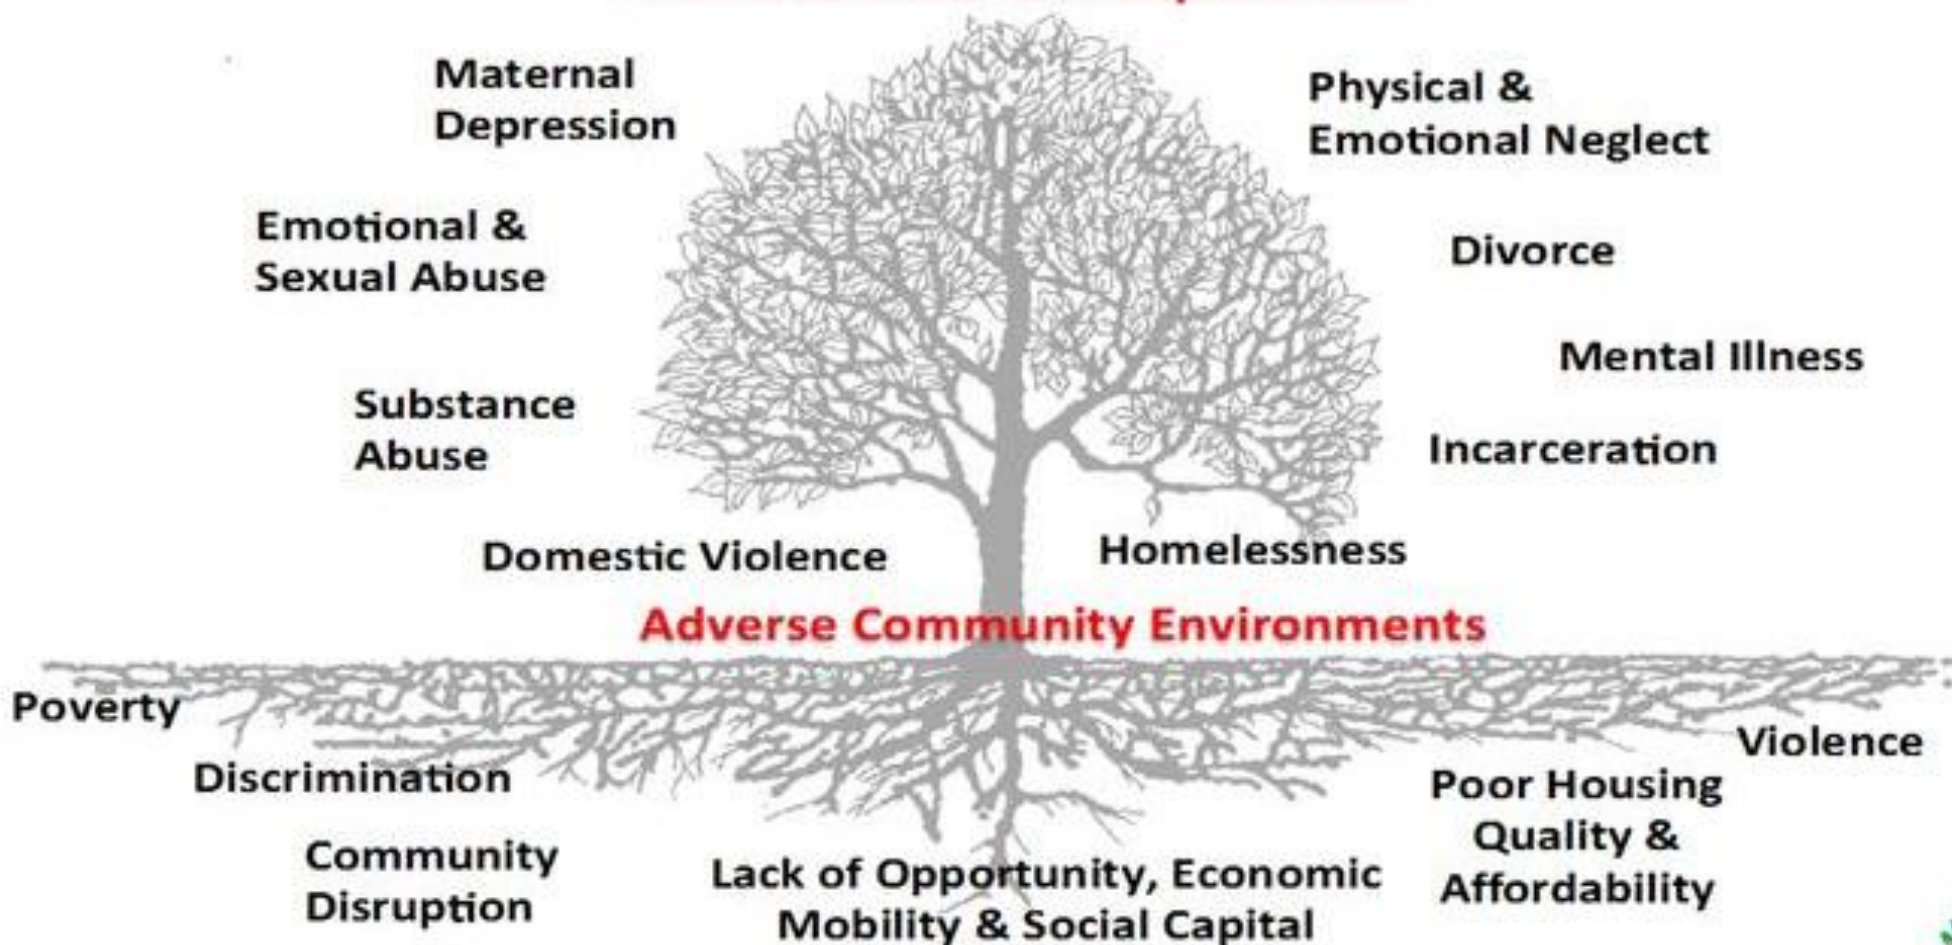 Maternal
Depression
Physical &
Emotional Neglect
Emotional &
Sexual Abuse
Divorce
Mental Illness
Substance
Abuse
Incarceration
Domestic Violence
Homelessness
Adverse Community Environments
Poverty
Violence
Discrimination
Poor Housing
Quality &
Affordability
Community
Disruption
Lack of Opportunity, Economic
Mobility & Social Capital